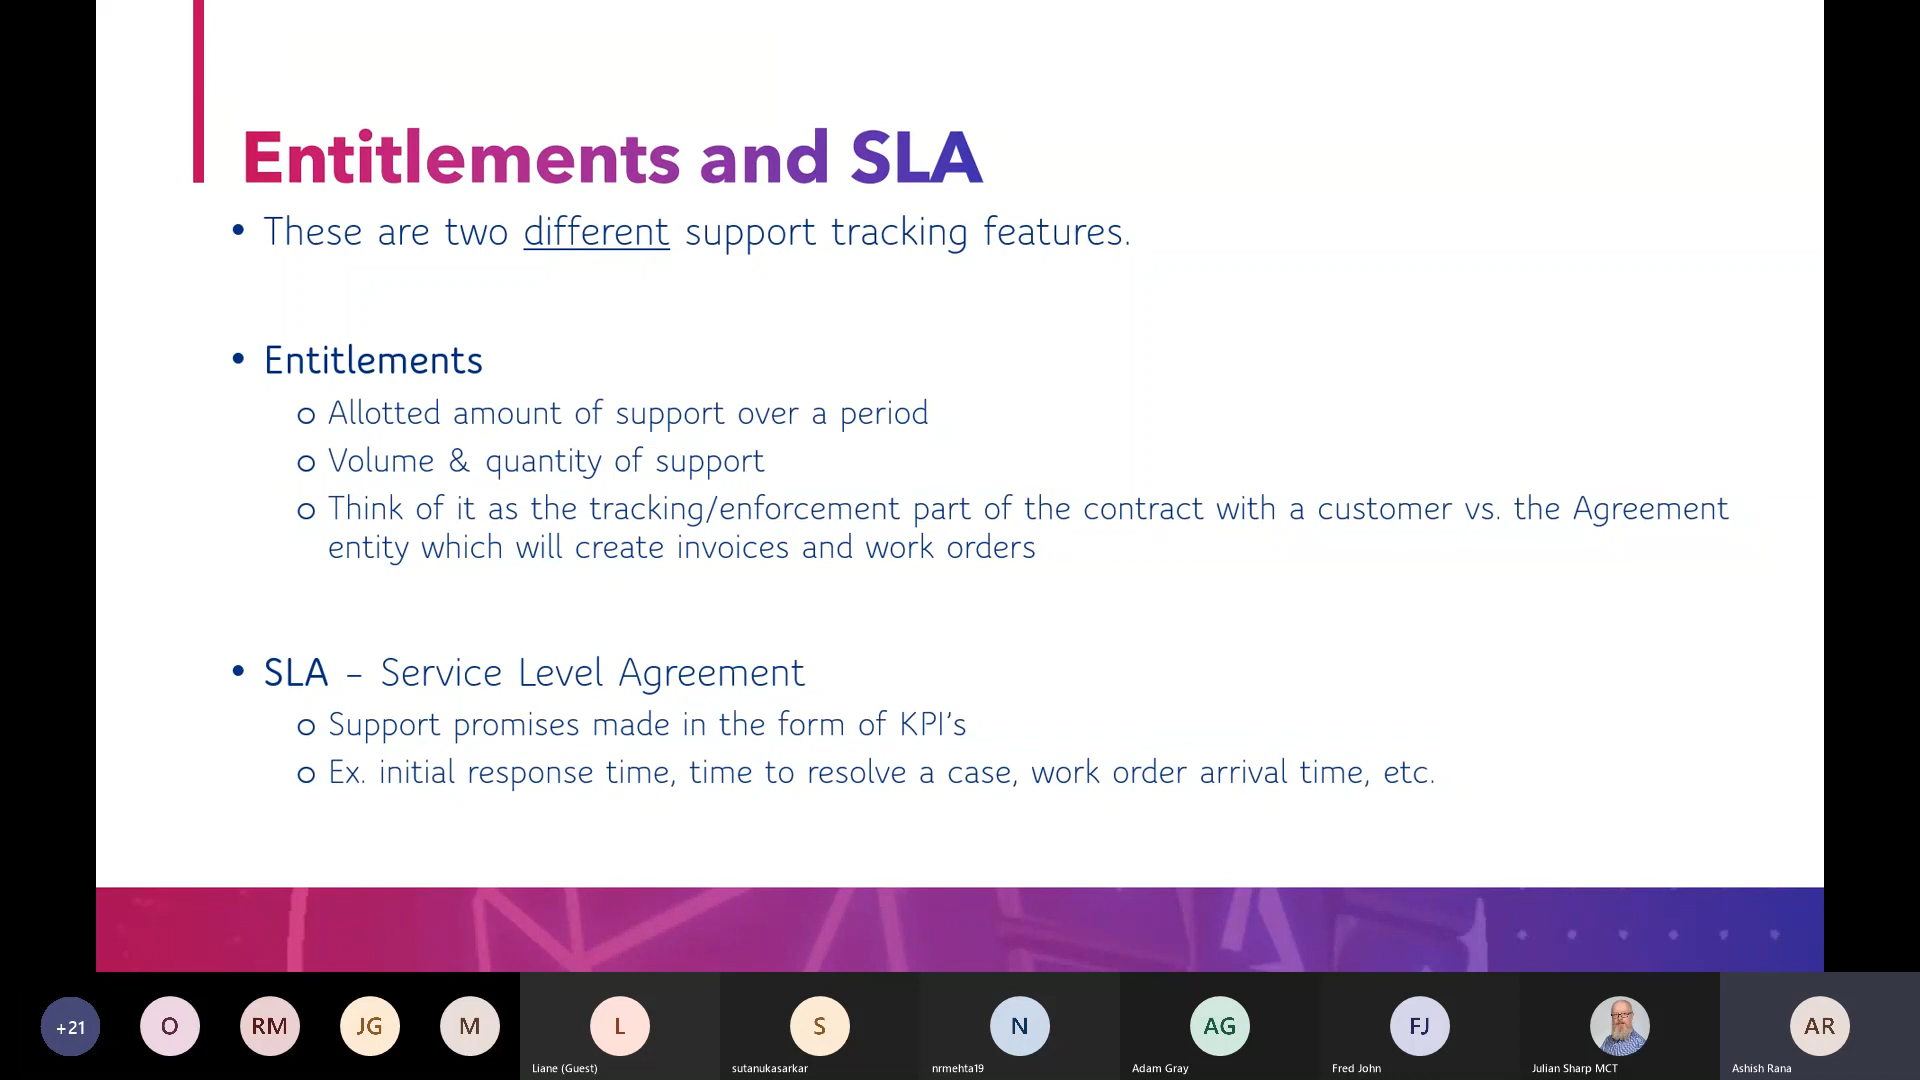 Entitlements and SLA
• These are two different support tracking features.
• Entitlements
o Allotted amount of support over a period
o Volume & quantity of support
o Think of it as the tracking/enforcement part of the contract with a customer vs. the Agreement
entity which will create invoices and work orders
• SLA – Service Level Agreement
o Support promises made in the form of KPI's
o Ex. initial response time, time to resolve a case, work order arrival time, etc.
+21 O RM JG M L S N AG FJ AR
Liane (Guest) sutanukasarkar nrmehta19 Adam Gray Fred John Julian Sharp MCT Ashish Rana